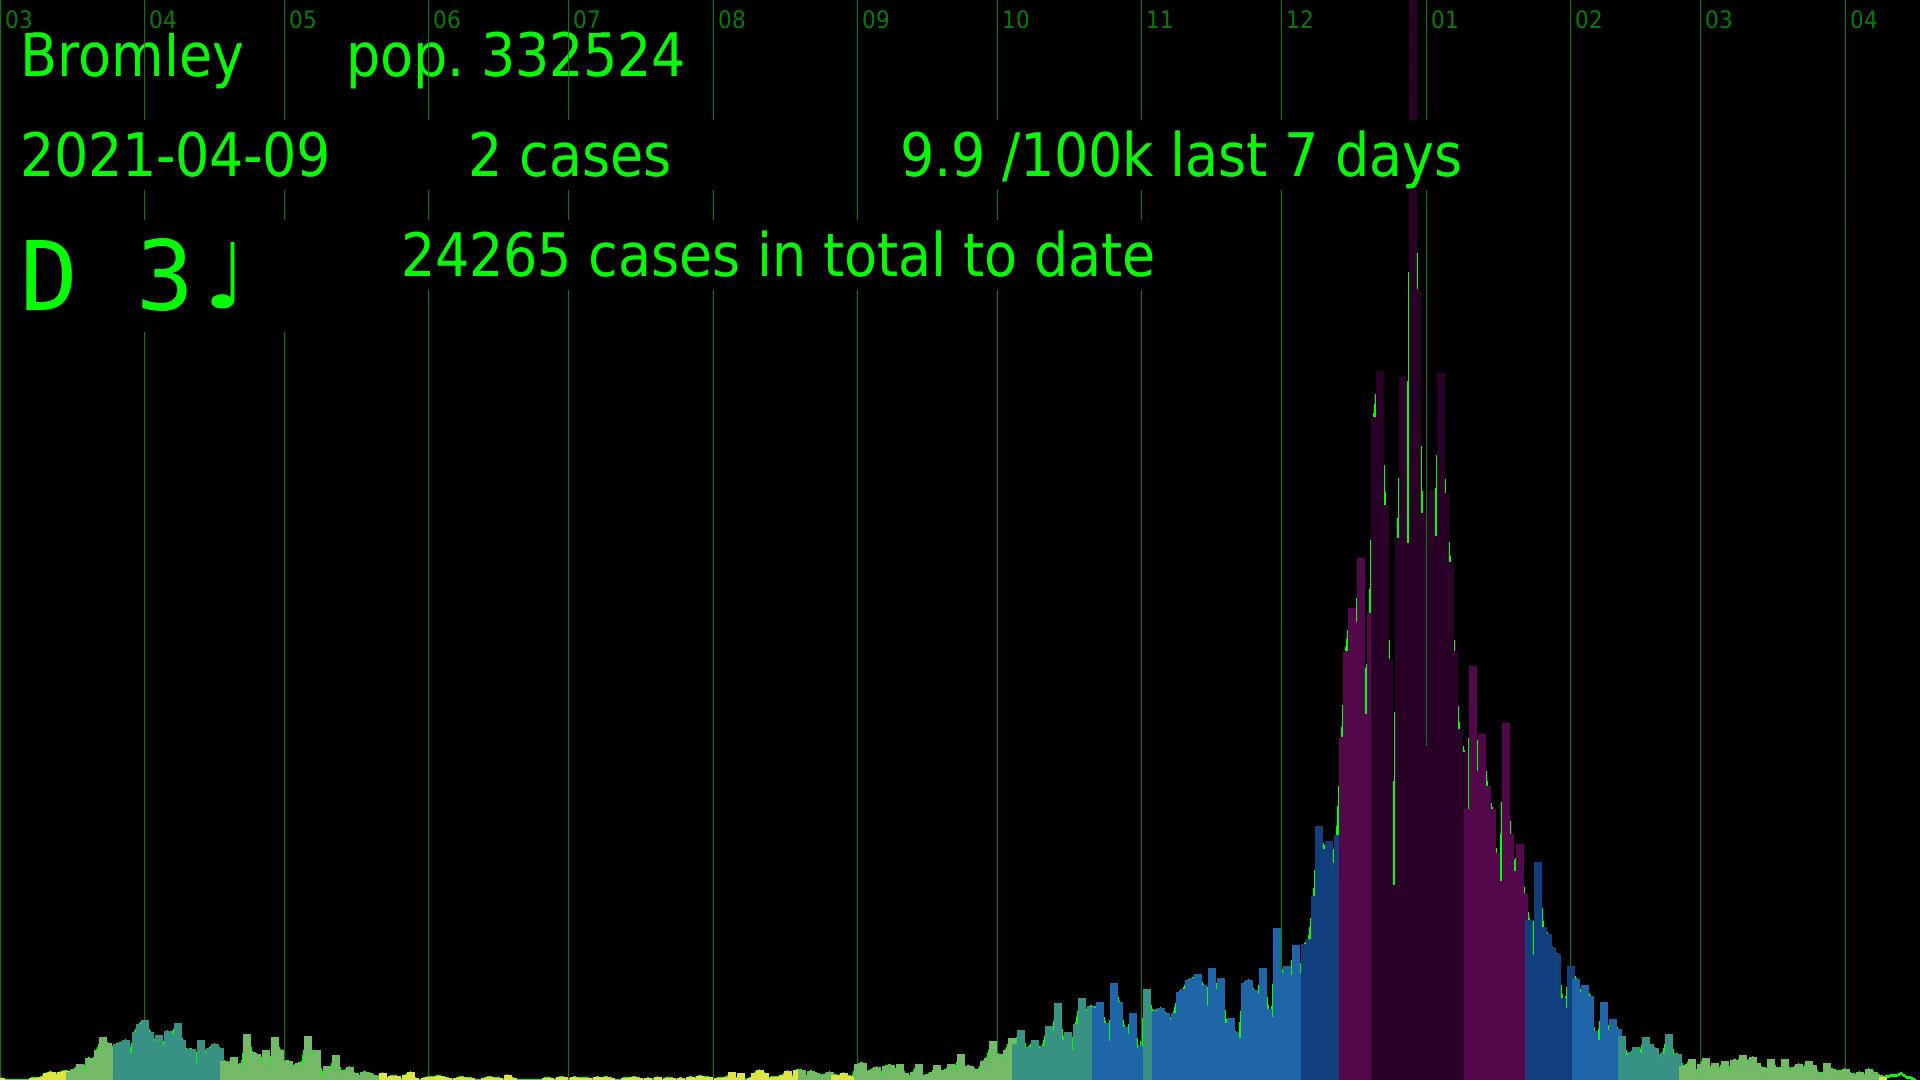 03 04 05 06 07 08 09 10 11 12 01 02 03 04
Bromley pop. 332524
2021-04-09 2 cases 9.9 /100k last 7 days
D 3♩ 24265 cases in total to date